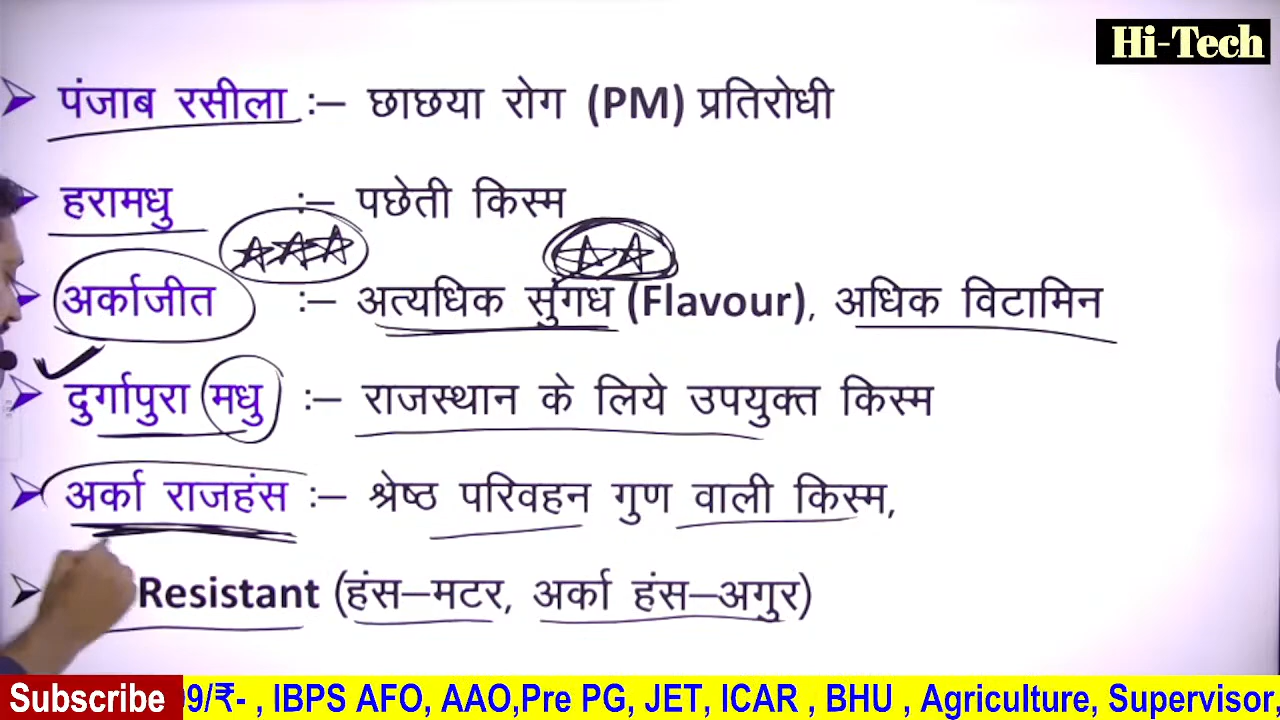 Hi-Tech
➢ पंजाब रसीला :– छाछया रोग (PM) प्रतिरोधी
➢ हरामधु :– पछेती किस्म
➢ अर्काजीत :– अत्यधिक सुंगध (Flavour), अधिक विटामिन
➢ दुर्गापुरा मधु :– राजस्थान के लिये उपयुक्त किस्म
➢ अर्का राजहंस :– श्रेष्ठ परिवहन गुण वाली किस्म,
➢ Resistant (हंस–मटर, अर्का हंस–अगुर)
Subscribe 9/₹- , IBPS AFO, AAO,Pre PG, JET, ICAR , BHU , Agriculture, Supervisor,